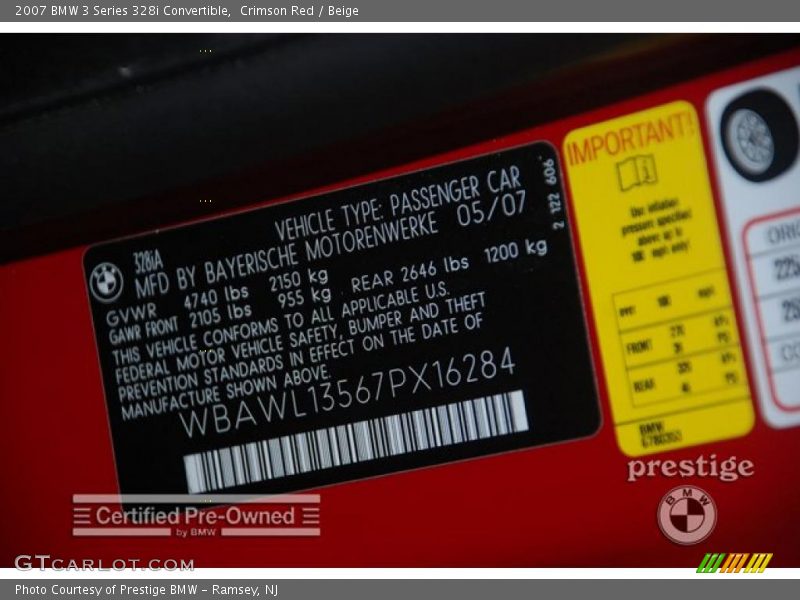 2007 BMW 3 Series 328i Convertible,  Crimson Red / Beige
328iA
VEHICLE TYPE: PASSENGER CAR
MFD BY BAYERISCHE MOTORENWERKE 05/07
GVWR 4740 lbs 2150 kg
GAWR FRONT 2105 lbs 955 kg REAR 2646 lbs 1200 kg
THIS VEHICLE CONFORMS TO ALL APPLICABLE U.S.
FEDERAL MOTOR VEHICLE SAFETY, BUMPER AND THEFT
PREVENTION STANDARDS IN EFFECT ON THE DATE OF
MANUFACTURE SHOWN ABOVE.
WBAWL13567PX16284
2 122 606
IMPORTANT!
FRONT
REAR
BMW
prestige
BMW
Certified Pre-Owned
by BMW
GTCARLOT.COM
Photo Courtesy of Prestige BMW - Ramsey, NJ